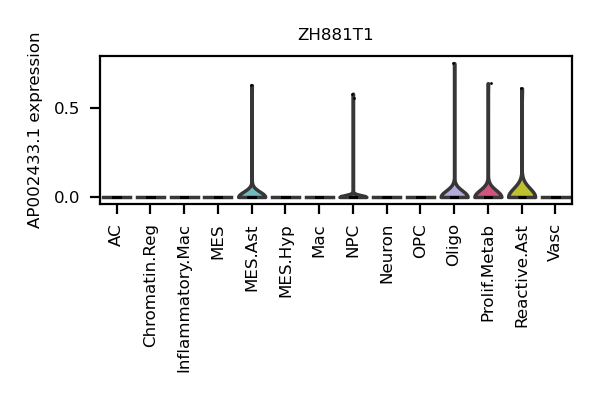 ZH881T1
AP002433.1 expression
0.5
0.0
AC
Chromatin.Reg
Inflammatory.Mac
MES
MES.Ast
MES.Hyp
Mac
NPC
Neuron
OPC
Oligo
Prolif.Metab
Reactive.Ast
Vasc